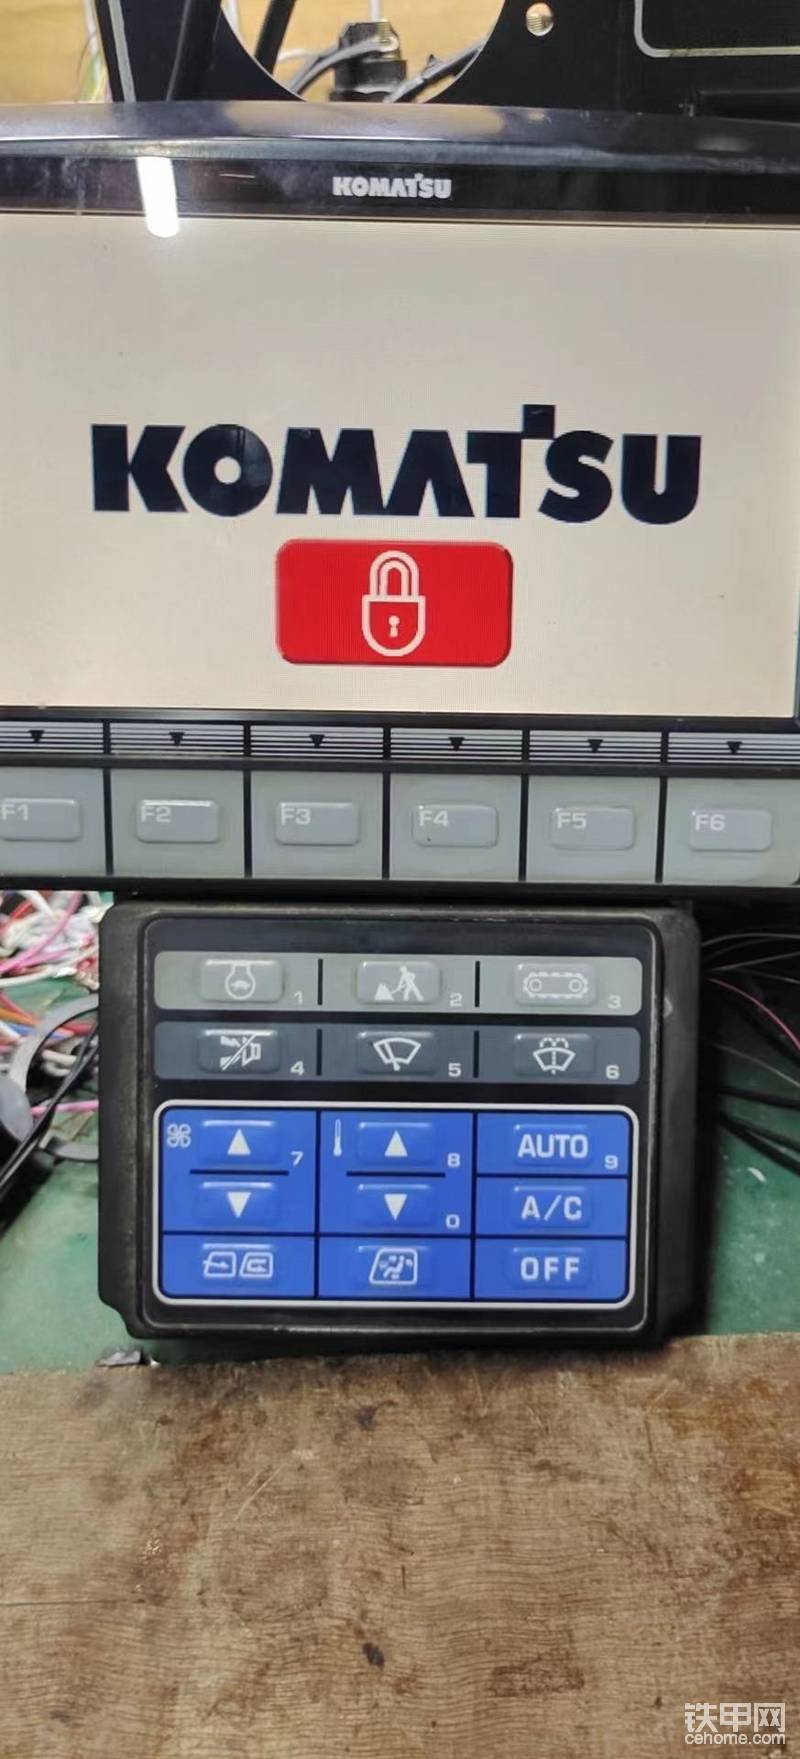 KOMATSU
KOMATSU
F1 F2 F3 F4 F5 F6
1 2 3
4 5 6
7 8 AUTO 9
0 A/C
OFF
铁甲网
cehome.com